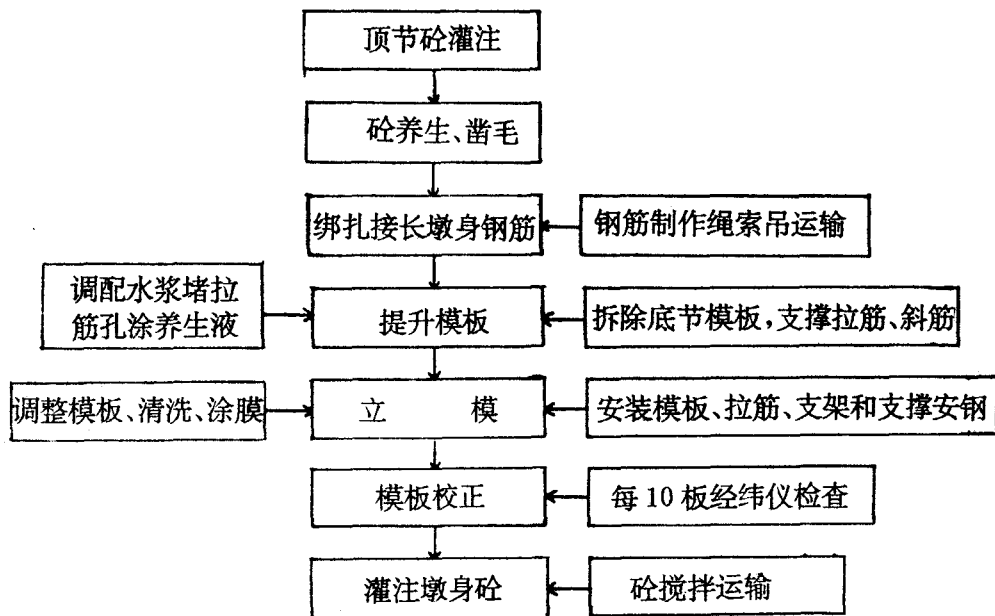 顶节砼灌注
砼养生、凿毛
绑扎接长墩身钢筋
钢筋制作绳索吊运输
调配水浆堵拉
筋孔涂养生液
提升模板
拆除底节模板,支撑拉筋、斜筋
调整模板、清洗、涂膜
立 模
安装模板、拉筋、支架和支撑安钢
模板校正
每10板经纬仪检查
灌注墩身砼
砼搅拌运输